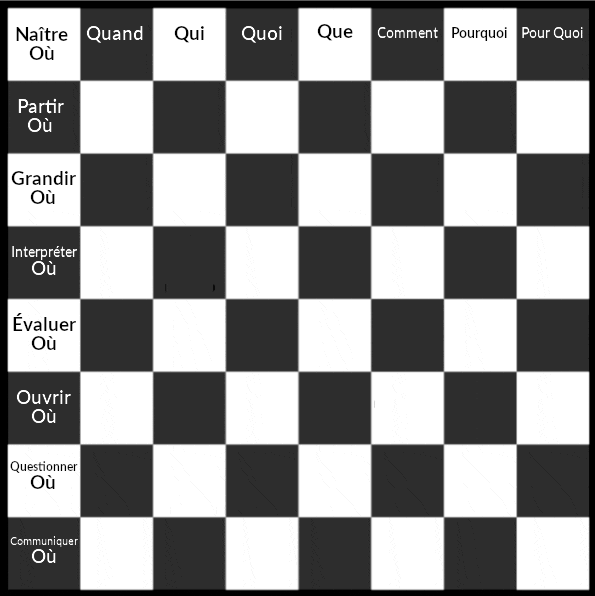 Naître
Où
Quand
Qui
Quoi
Que
Comment
Pourquoi
Pour Quoi
Partir
Où
Grandir
Où
Interpréter
Où
Évaluer
Où
Ouvrir
Où
Questionner
Où
Communiquer
Où